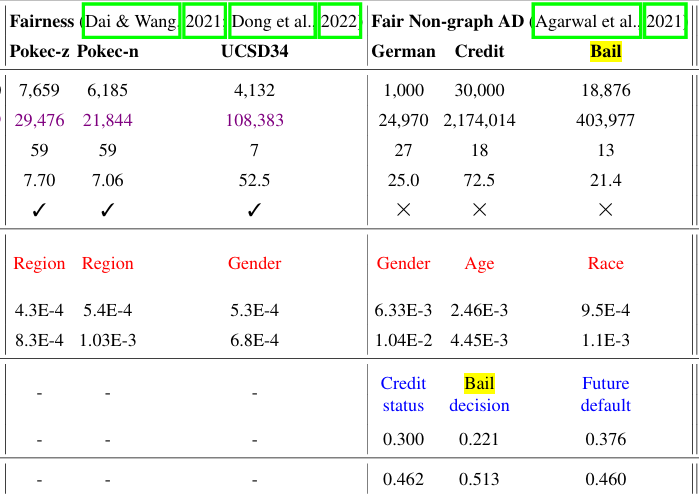 Fairness (Dai & Wang, 2021; Dong et al., 2022) Fair Non-graph AD (Agarwal et al., 2021)
Pokec-z Pokec-n UCSD34 German Credit Bail
7,659 6,185 4,132 1,000 30,000 18,876
29,476 21,844 108,383 24,970 2,174,014 403,977
59 59 7 27 18 13
7.70 7.06 52.5 25.0 72.5 21.4
✓ ✓ ✓ × × ×
Region Region Gender Gender Age Race
4.3E-4 5.4E-4 5.3E-4 6.33E-3 2.46E-3 9.5E-4
8.3E-4 1.03E-3 6.8E-4 1.04E-2 4.45E-3 1.1E-3
- - - Credit status Bail decision Future default
- - - 0.300 0.221 0.376
- - - 0.462 0.513 0.460